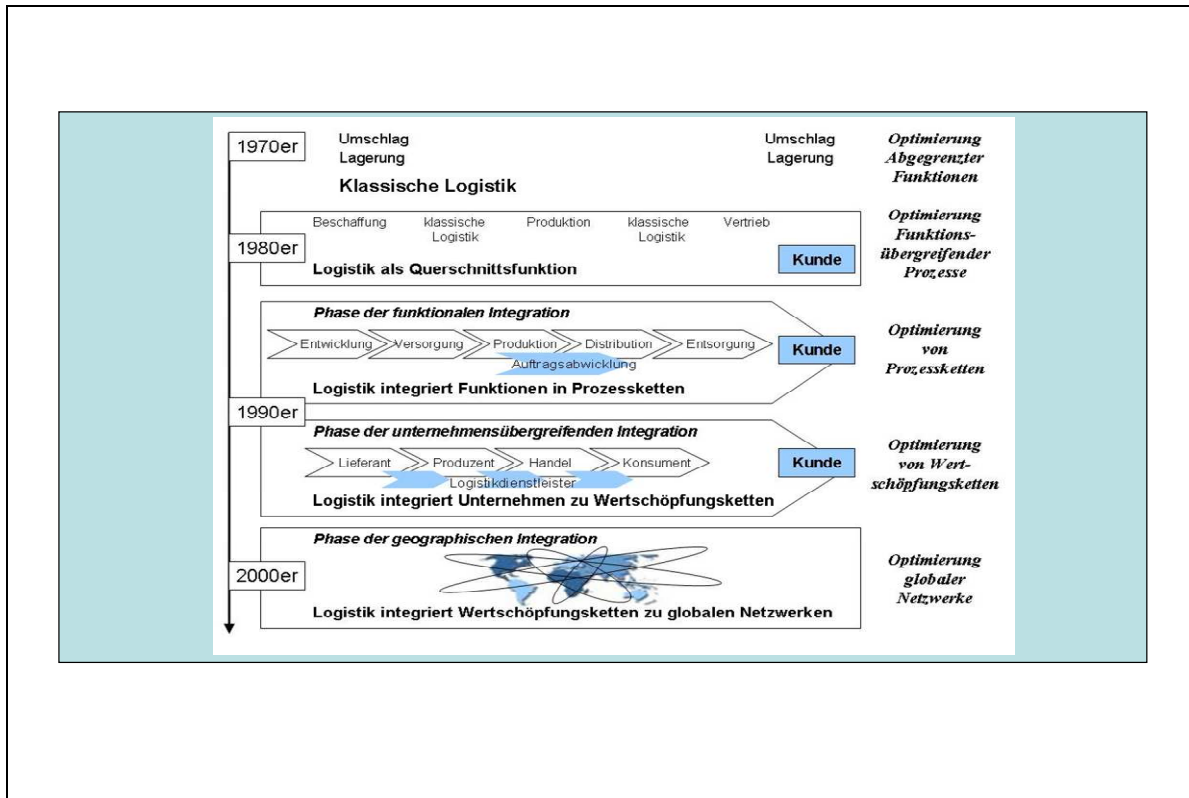 1970er
Umschlag
Lagerung
Umschlag
Lagerung
Klassische Logistik
Optimierung
Abgegrenzter
Funktionen
1980er
Beschaffung
klassische
Logistik
Produktion
klassische
Logistik
Vertrieb
Kunde
Logistik als Querschnittsfunktion
Optimierung
Funktions-
übergreifender
Prozesse
Phase der funktionalen Integration
Entwicklung
Versorgung
Produktion
Distribution
Entsorgung
Auftragsabwicklung
Kunde
Logistik integriert Funktionen in Prozessketten
Optimierung
von
Prozessketten
1990er
Phase der unternehmensübergreifenden Integration
Lieferant
Produzent
Handel
Konsument
Logistikdienstleister
Kunde
Logistik integriert Unternehmen zu Wertschöpfungsketten
Optimierung
von Wert-
schöpfungsketten
Phase der geographischen Integration
2000er
Logistik integriert Wertschöpfungsketten zu globalen Netzwerken
Optimierung
globaler
Netzwerke